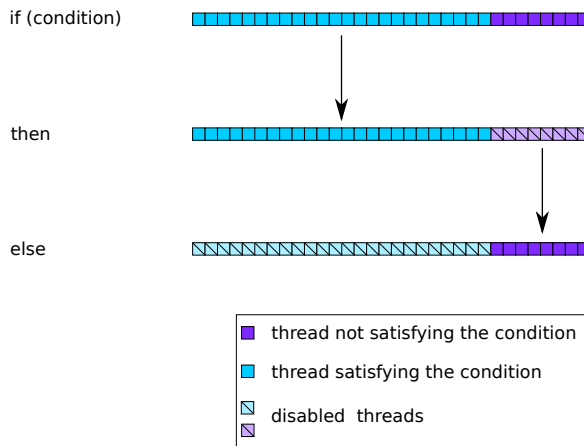 if (condition)
then
else
thread not satisfying the condition
thread satisfying the condition
disabled threads